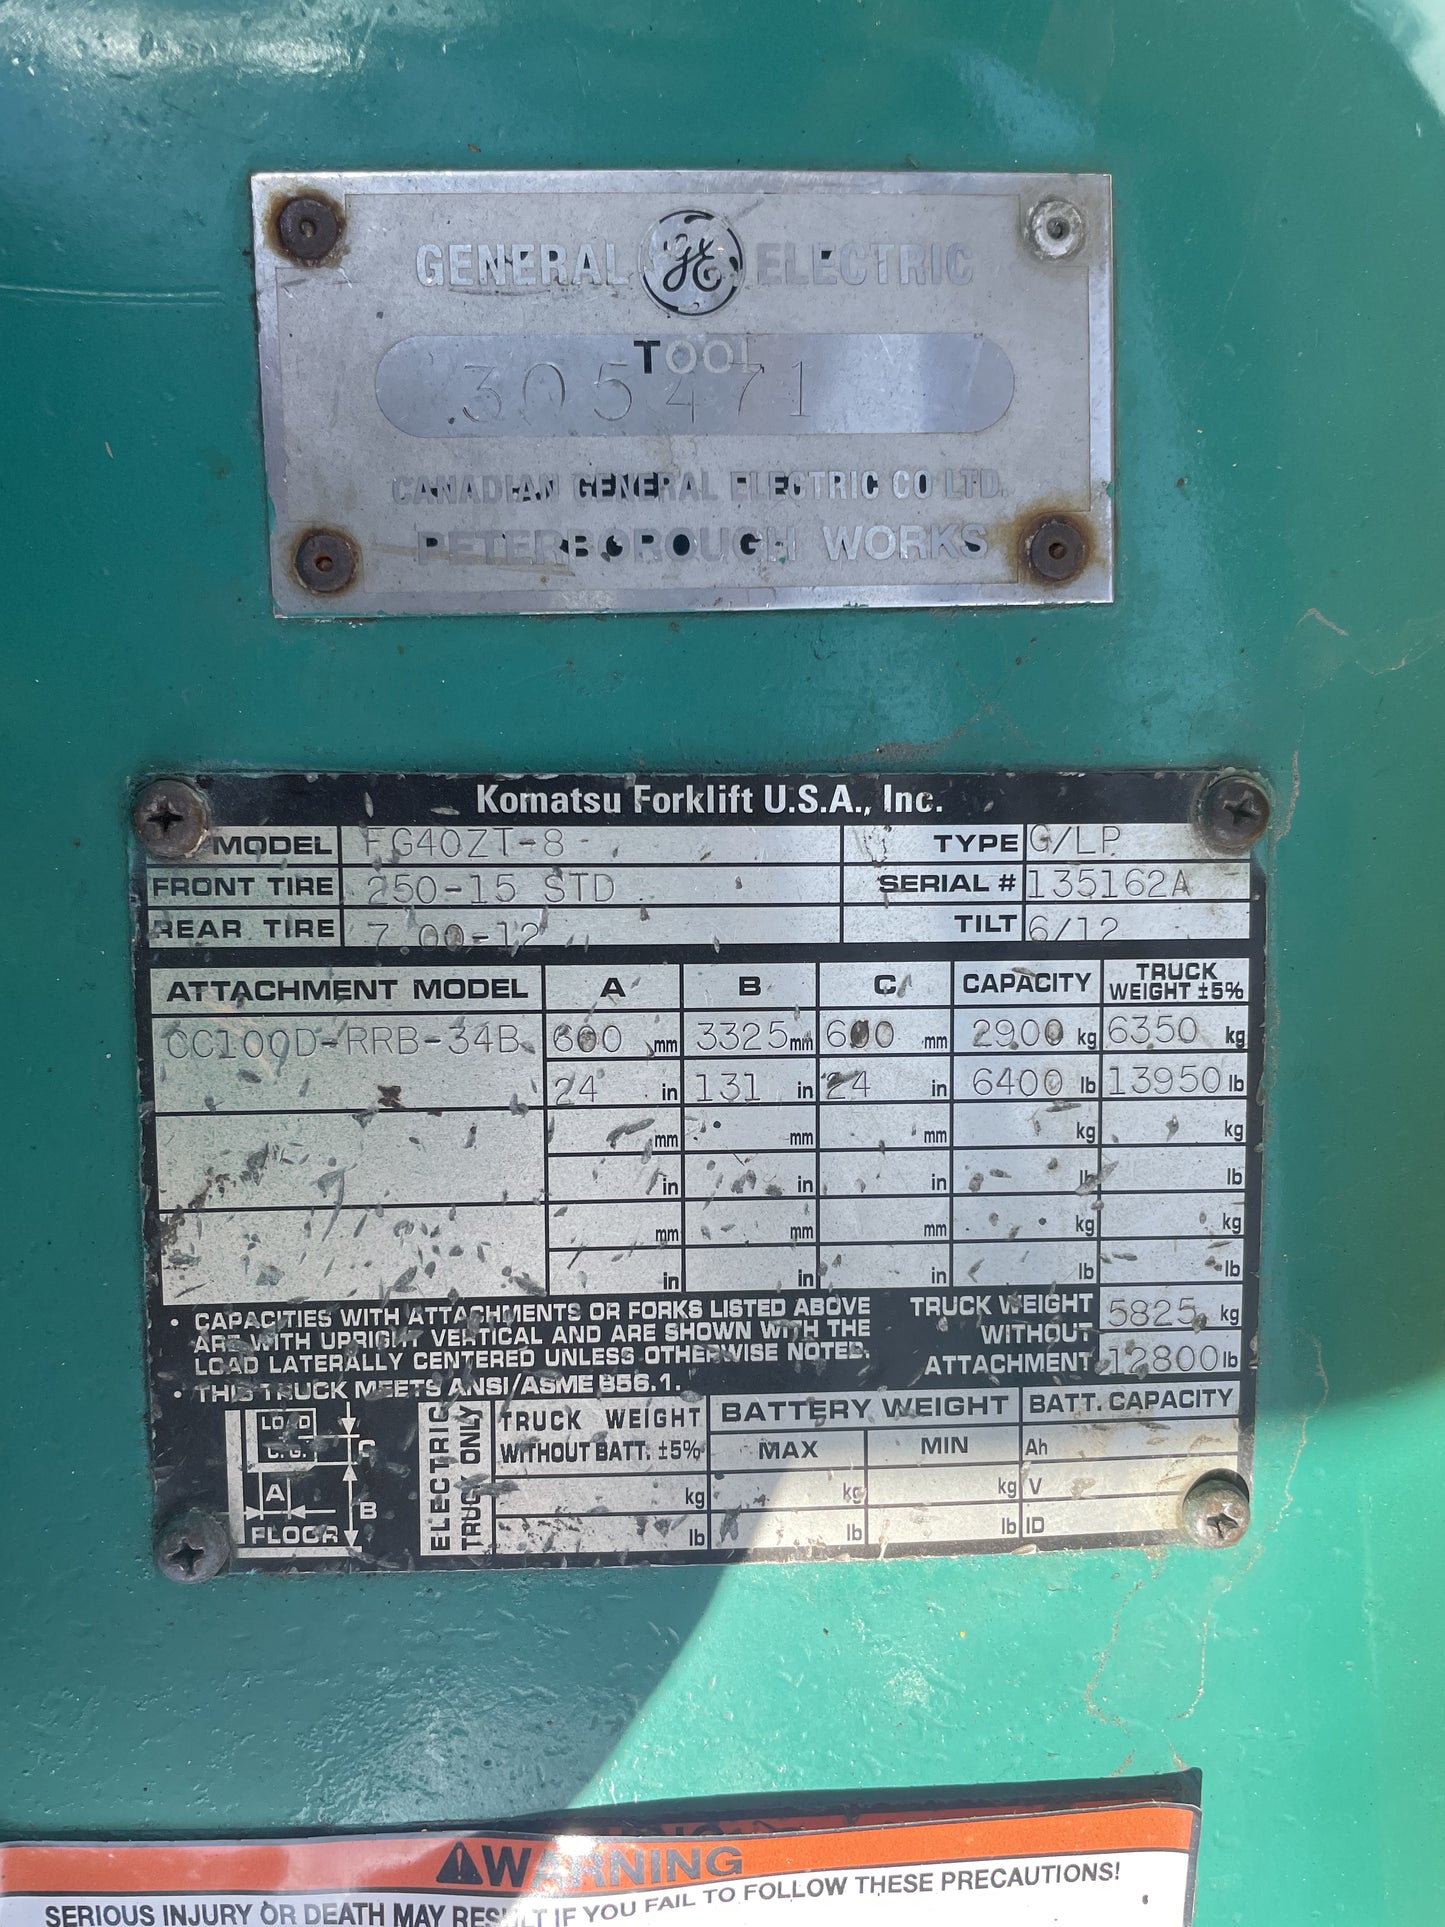 GENERAL GE ELECTRIC
TOOL
305471
CANADIAN GENERAL ELECTRIC CO LTD.
PETERBOROUGH WORKS
Komatsu Forklift U.S.A., Inc.
MODEL FG40ZT-8 TYPE G/LP
FRONT TIRE 250-15 STD SERIAL # 135162A
REAR TIRE 7.00-12 TILT 6/12
ATTACHMENT MODEL A B C CAPACITY TRUCK WEIGHT ±5%
CC100D-RRB-34B 600 mm 3325 mm 600 mm 2900 kg 6350 kg
24 in 131 in 24 in 6400 lb 13950 lb
mm mm mm kg kg
in in in lb lb
mm mm mm kg kg
in in in lb lb
• CAPACITIES WITH ATTACHMENTS OR FORKS LISTED ABOVE
ARE WITH UPRIGHT VERTICAL AND ARE SHOWN WITH THE
LOAD LATERALLY CENTERED UNLESS OTHERWISE NOTED.
• THIS TRUCK MEETS ANSI/ASME B56.1.
TRUCK WEIGHT 5825 kg
WITHOUT
ATTACHMENT 12800 lb
LOAD
C.G. C
A
B
FLOOR
ELECTRIC
TRUCK ONLY
TRUCK WEIGHT BATTERY WEIGHT BATT. CAPACITY
WITHOUT BATT. ±5% MAX MIN Ah
kg kg kg V
lb lb lb ID
WARNING
SERIOUS INJURY OR DEATH MAY RESULT IF YOU FAIL TO FOLLOW THESE PRECAUTIONS!